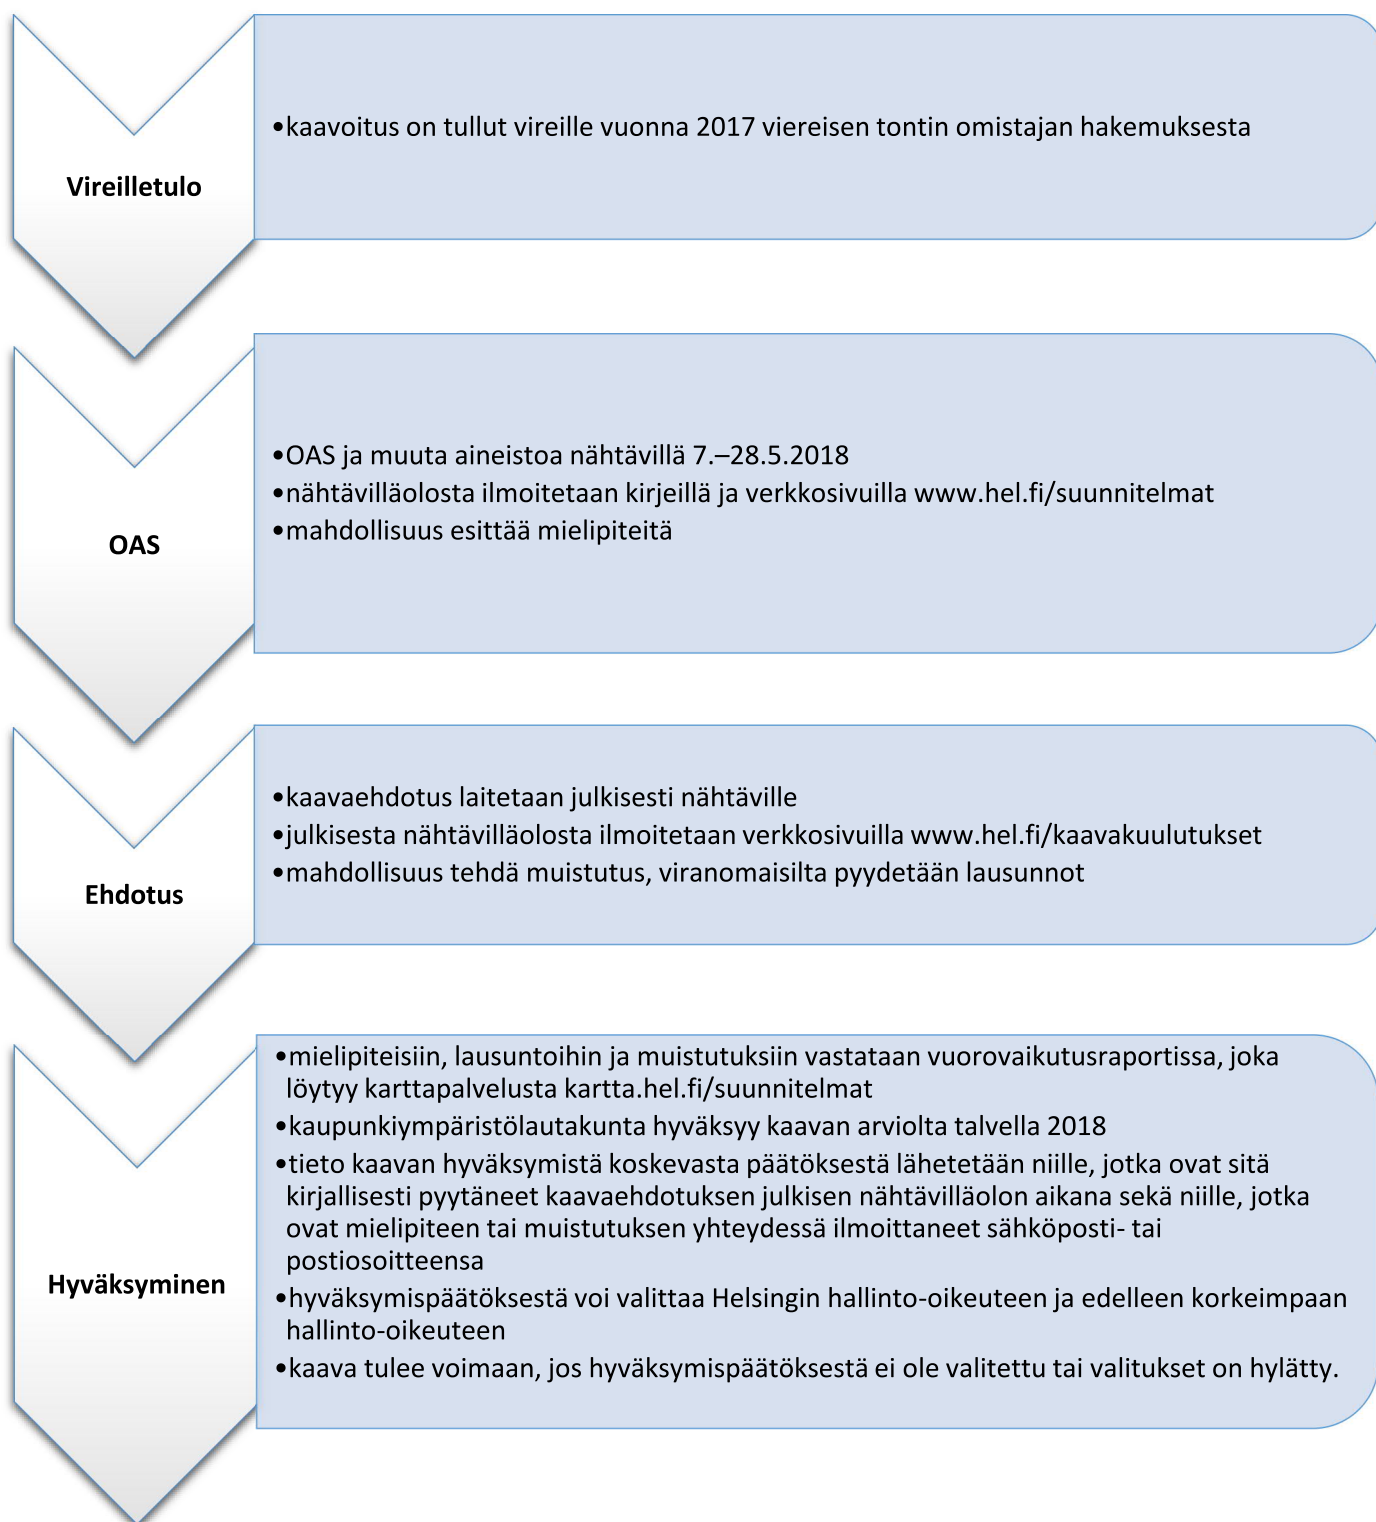 Vireilletulo
•kaavoitus on tullut vireille vuonna 2017 viereisen tontin omistajan hakemuksesta
OAS
•OAS ja muuta aineistoa nähtävillä 7.–28.5.2018
•nähtävilläolosta ilmoitetaan kirjeillä ja verkkosivuilla www.hel.fi/suunnitelmat
•mahdollisuus esittää mielipiteitä
Ehdotus
•kaavaehdotus laitetaan julkisesti nähtäville
•julkisesta nähtävilläolosta ilmoitetaan verkkosivuilla www.hel.fi/kaavakuulutukset
•mahdollisuus tehdä muistutus, viranomaisilta pyydetään lausunnot
Hyväksyminen
•mielipiteisiin, lausuntoihin ja muistutuksiin vastataan vuorovaikutusraportissa, joka
löytyy karttapalvelusta kartta.hel.fi/suunnitelmat
•kaupunkiympäristölautakunta hyväksyy kaavan arviolta talvella 2018
•tieto kaavan hyväksymistä koskevasta päätöksestä lähetetään niille, jotka ovat sitä
kirjallisesti pyytäneet kaavaehdotuksen julkisen nähtävilläolon aikana sekä niille, jotka
ovat mielipiteen tai muistutuksen yhteydessä ilmoittaneet sähköposti- tai
postiosoitteensa
•hyväksymispäätöksestä voi valittaa Helsingin hallinto-oikeuteen ja edelleen korkeimpaan
hallinto-oikeuteen
•kaava tulee voimaan, jos hyväksymispäätöksestä ei ole valitettu tai valitukset on hylätty.